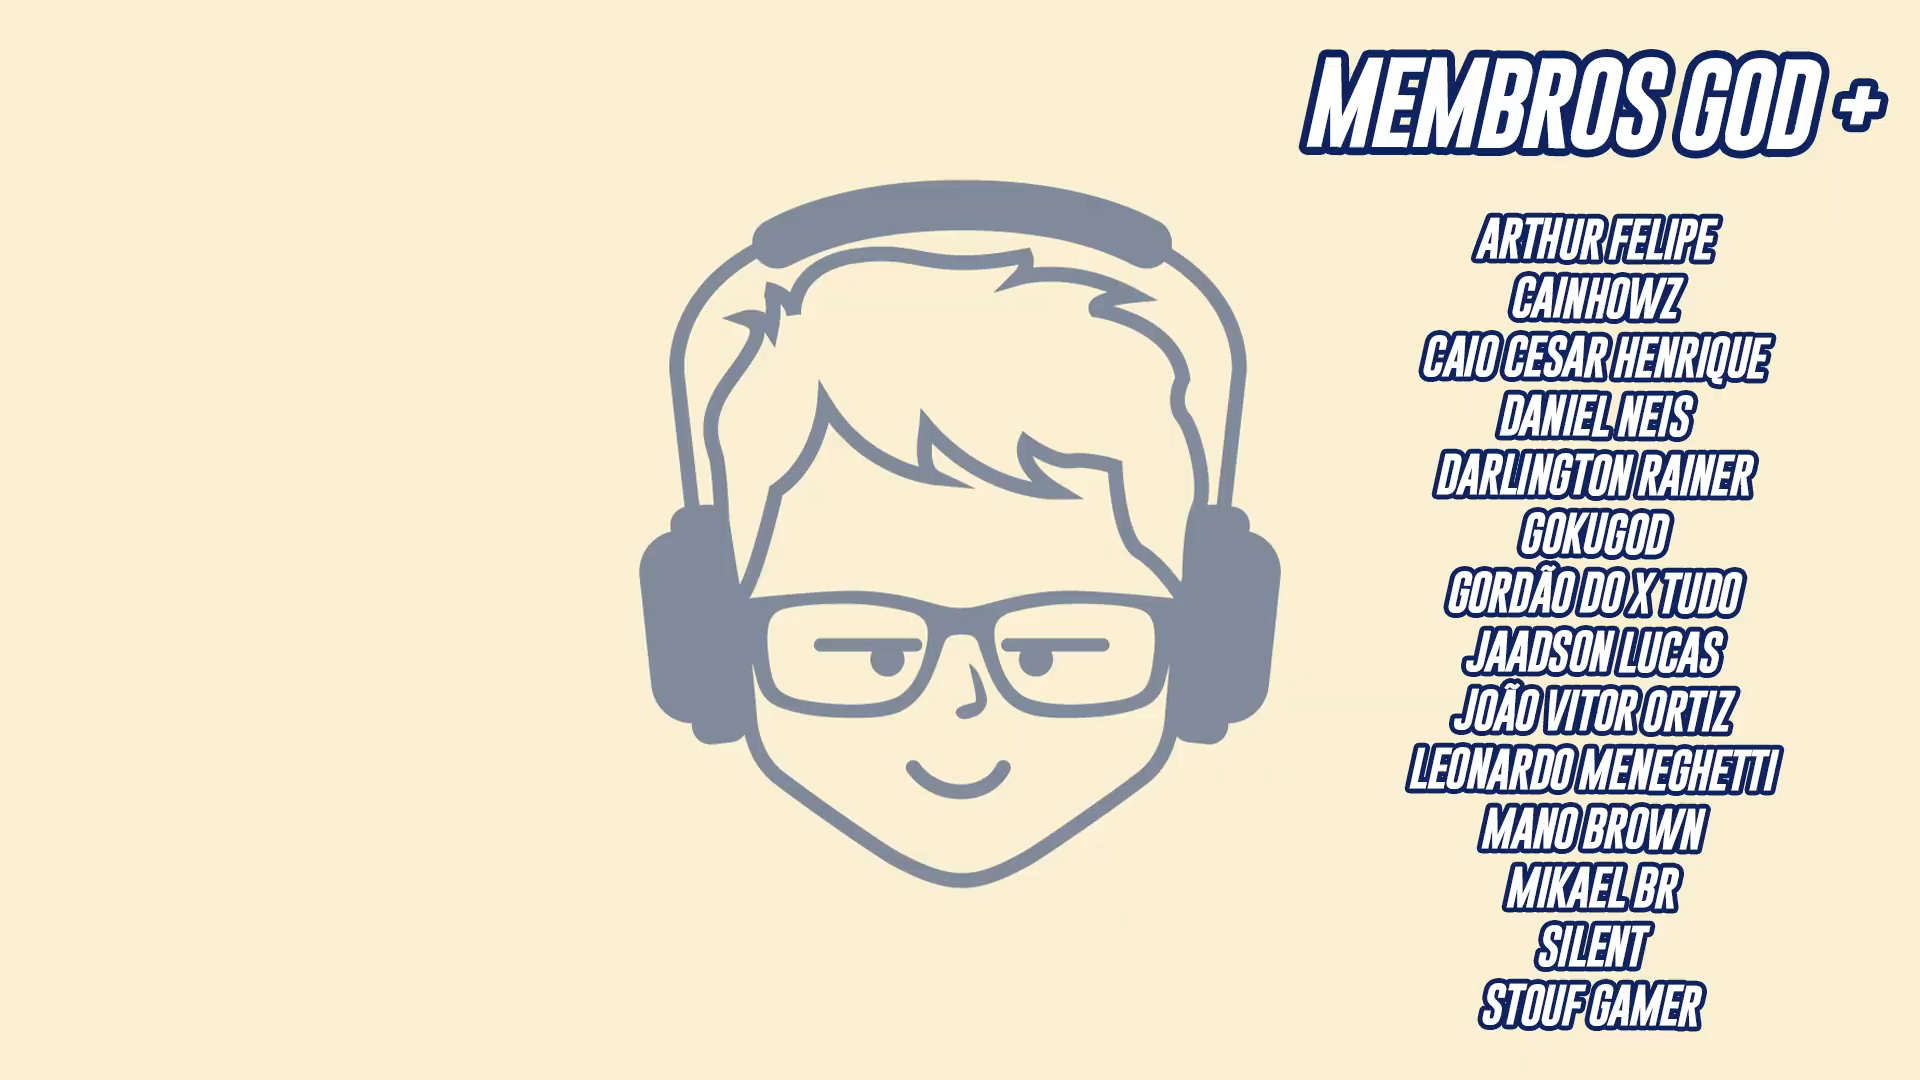 MEMBROS GOD +
ARTHUR FELIPE
CAINHOWZ
CAIO CESAR HENRIQUE
DANIEL NEIS
DARLINGTON RAINER
GOKUGOD
GORDÃO DO X TUDO
JAADSON LUCAS
JOÃO VITOR ORTIZ
LEONARDO MENEGHETTI
MANO BROWN
MIKAEL BR
SILENT
STOUF GAMER